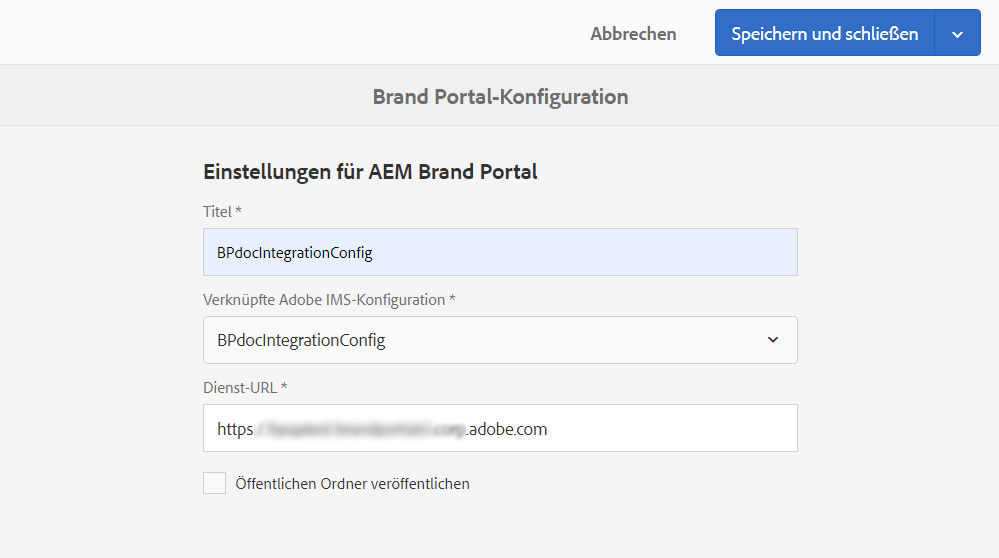 Abbrechen
Speichern und schließen
Brand Portal-Konfiguration
Einstellungen für AEM Brand Portal
Titel *
BPdocIntegrationConfig
Verknüpfte Adobe IMS-Konfiguration *
BPdocIntegrationConfig
Dienst-URL *
https .adobe.com
Öffentlichen Ordner veröffentlichen